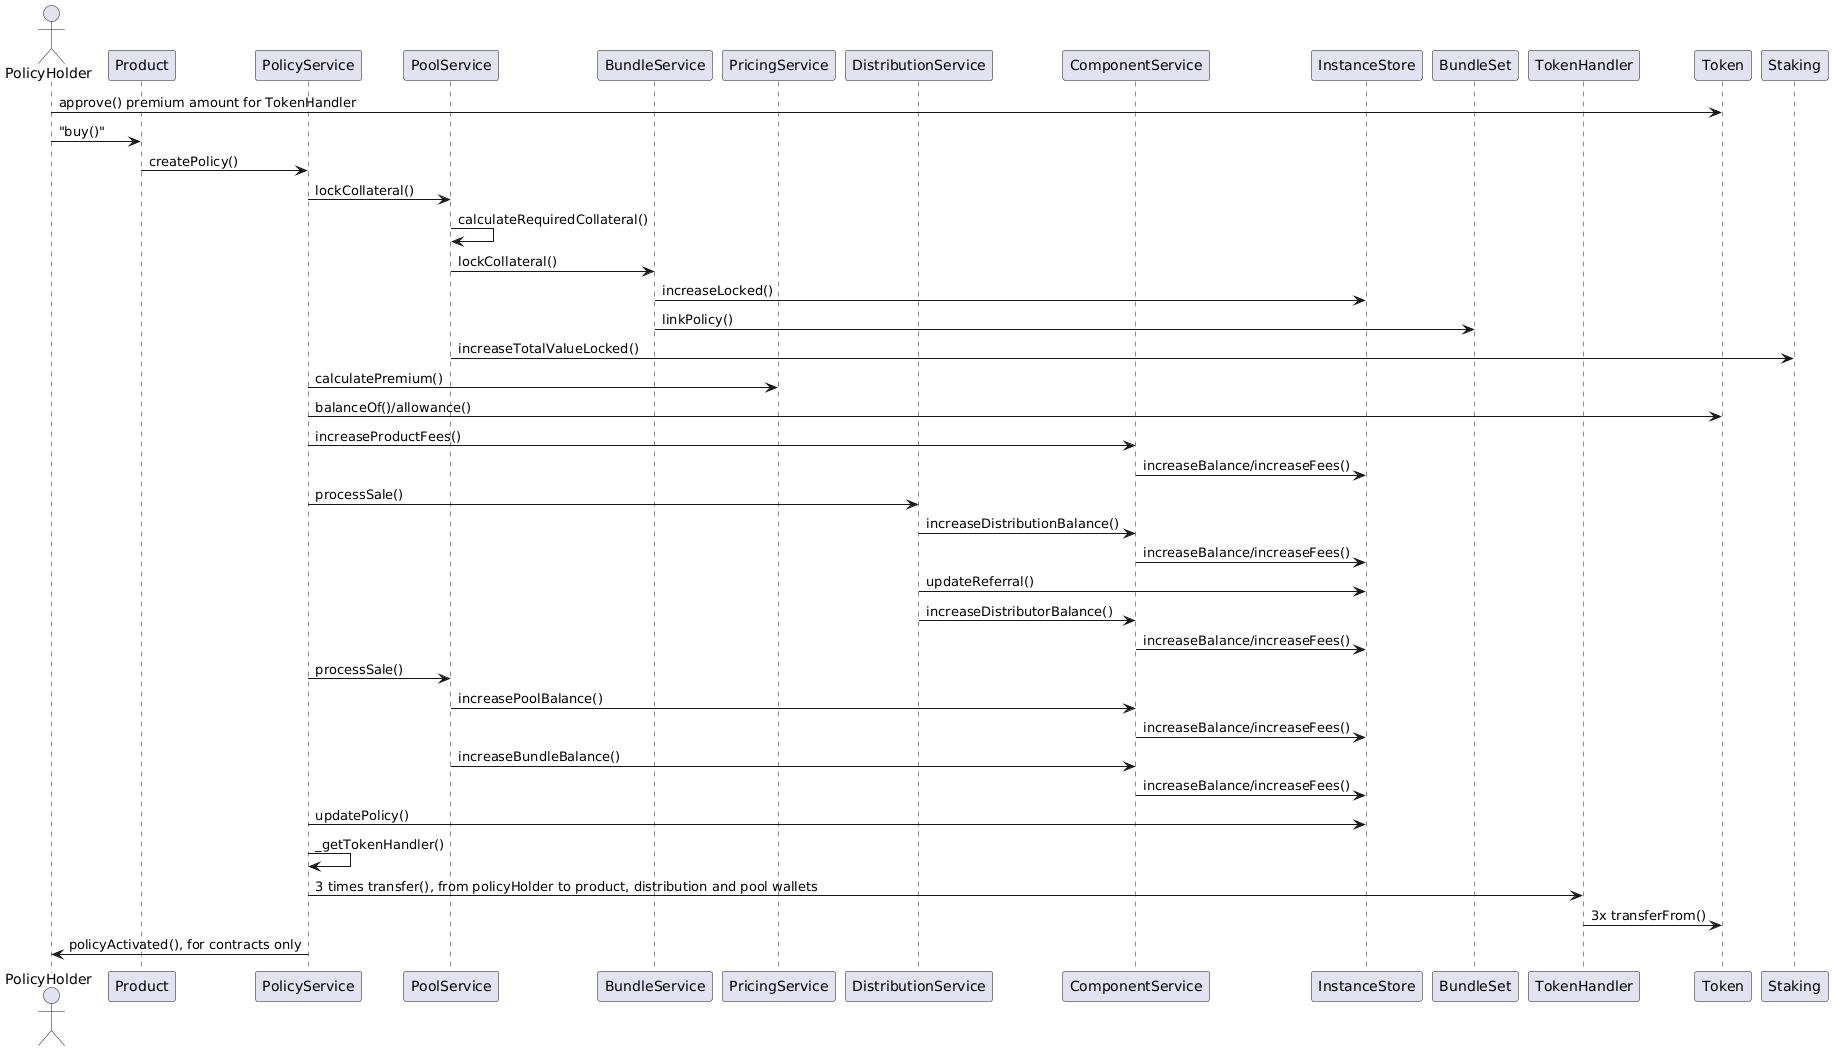 PolicyHolder
Product
PolicyService
PoolService
BundleService
PricingService
DistributionService
ComponentService
InstanceStore
BundleSet
TokenHandler
Token
Staking
approve() premium amount for TokenHandler
"buy()"
createPolicy()
lockCollateral()
calculateRequiredCollateral()
lockCollateral()
increaseLocked()
linkPolicy()
increaseTotalValueLocked()
calculatePremium()
balanceOf()/allowance()
increaseProductFees()
increaseBalance/increaseFees()
processSale()
increaseDistributionBalance()
increaseBalance/increaseFees()
updateReferral()
increaseDistributorBalance()
increaseBalance/increaseFees()
processSale()
increasePoolBalance()
increaseBalance/increaseFees()
increaseBundleBalance()
increaseBalance/increaseFees()
updatePolicy()
_getTokenHandler()
3 times transfer(), from policyHolder to product, distribution and pool wallets
3x transferFrom()
policyActivated(), for contracts only
PolicyHolder
Product
PolicyService
PoolService
BundleService
PricingService
DistributionService
ComponentService
InstanceStore
BundleSet
TokenHandler
Token
Staking